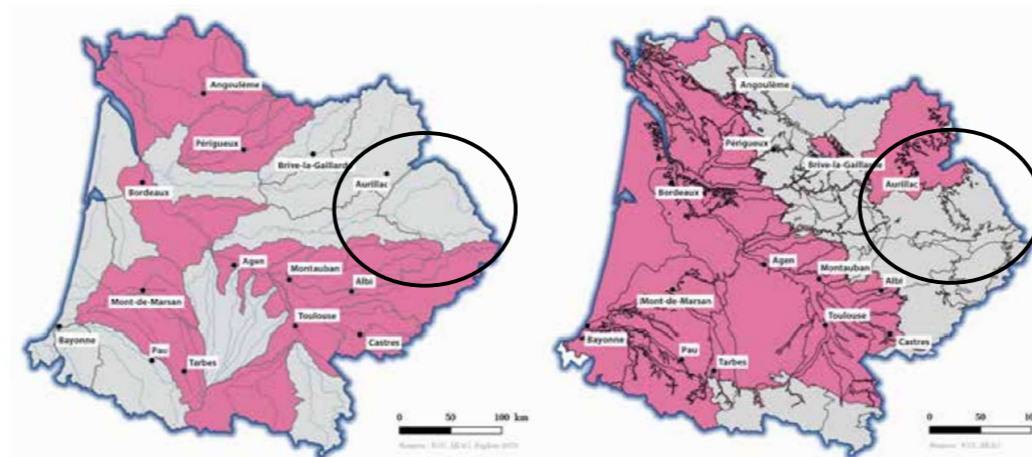 Angoulême
Périgueux
Brive-la-Gaillarde
Aurillac
Bordeaux
Agen
Montauban
Albi
Mont-de-Marsan
Toulouse
Castres
Bayonne
Pau
Tarbes
0 50 100 km
Angoulême
Périgueux
Brive-la-Gaillarde
Aurillac
Bordeaux
Agen
Montauban
Albi
Mont-de-Marsan
Toulouse
Castres
Bayonne
Pau
Tarbes
0 50